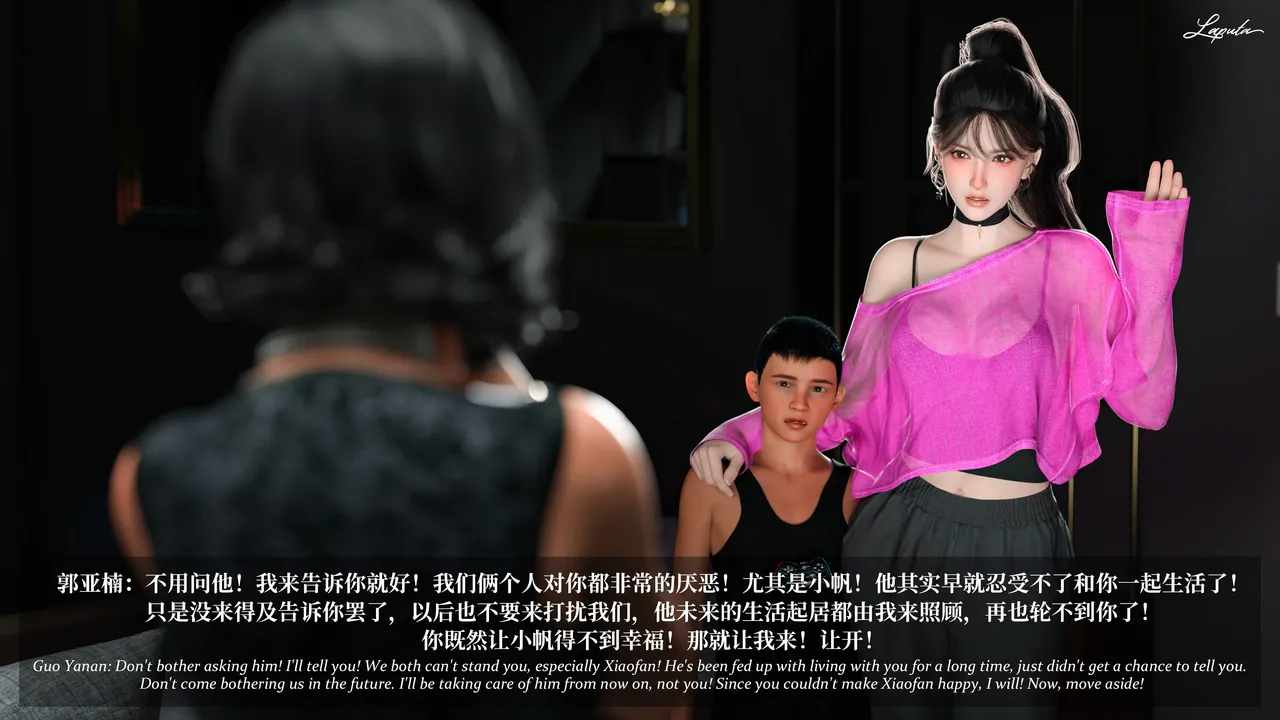 Laputa
郭亚楠：不用问他！我来告诉你就好！我们俩个人对你都非常的厌恶！尤其是小帆！他其实早就忍受不了和你一起生活了！
只是没来得及告诉你罢了，以后也不要来打扰我们，他未来的生活起居都由我来照顾，再也轮不到你了！
你既然让小帆得不到幸福！那就让我来！让开！
Guo Yanan: Don't bother asking him! I'll tell you! We both can't stand you, especially Xiaofan! He's been fed up with living with you for a long time, just didn't get a chance to tell you.
Don't come bothering us in the future. I'll be taking care of him from now on, not you! Since you couldn't make Xiaofan happy, I will! Now, move aside!